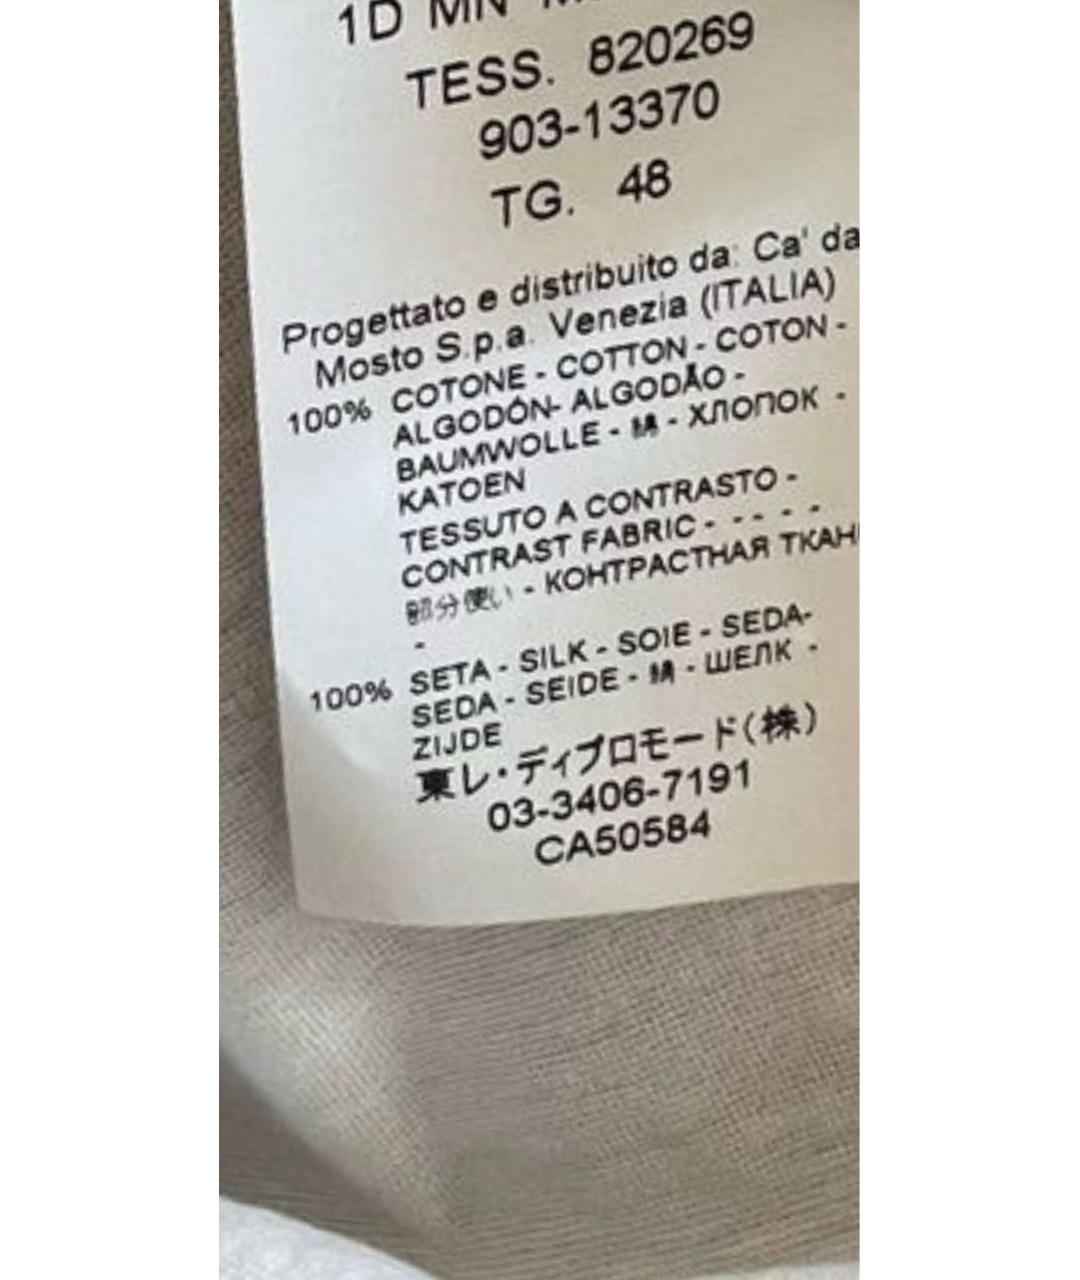 1D MN
TESS. 820269
903-13370
TG. 48
Progettato e distribuito da: Ca' da
Mosto S.p.a. Venezia (ITALIA)
100% COTONE - COTTON - COTON -
ALGODÓN- ALGODÃO -
BAUMWOLLE - 綿 - ХЛОПОК -
KATOEN
TESSUTO A CONTRASTO -
CONTRAST FABRIC - - - - -
部分使い - КОНТРАСТНАЯ ТКАН
-
100% SETA - SILK - SOIE - SEDA-
SEDA - SEIDE - 絹 - ШЕЛК -
ZIJDE
東レ・ディプロモード(株)
03-3406-7191
CA50584